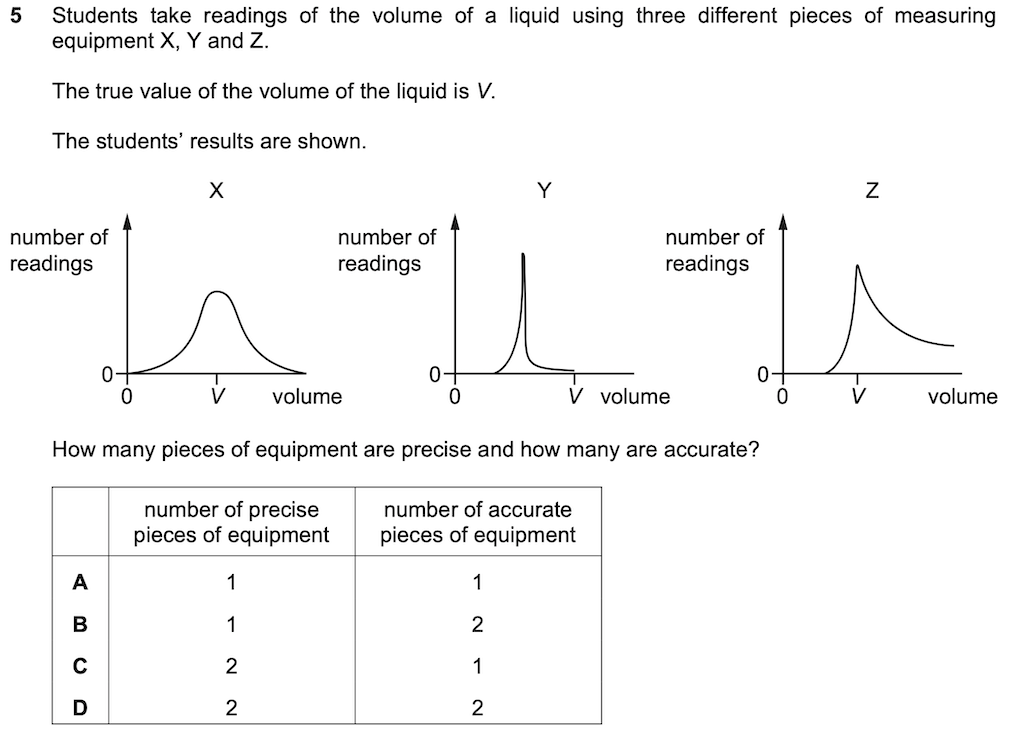 5 Students take readings of the volume of a liquid using three different pieces of measuring
equipment X, Y and Z.
The true value of the volume of the liquid is V.
The students' results are shown.
X
number of
readings
0
0
V
volume
Y
number of
readings
0
0
V
volume
Z
number of
readings
0
0
V
volume
How many pieces of equipment are precise and how many are accurate?
number of precise
pieces of equipment
number of accurate
pieces of equipment
A 1 1
B 1 2
C 2 1
D 2 2